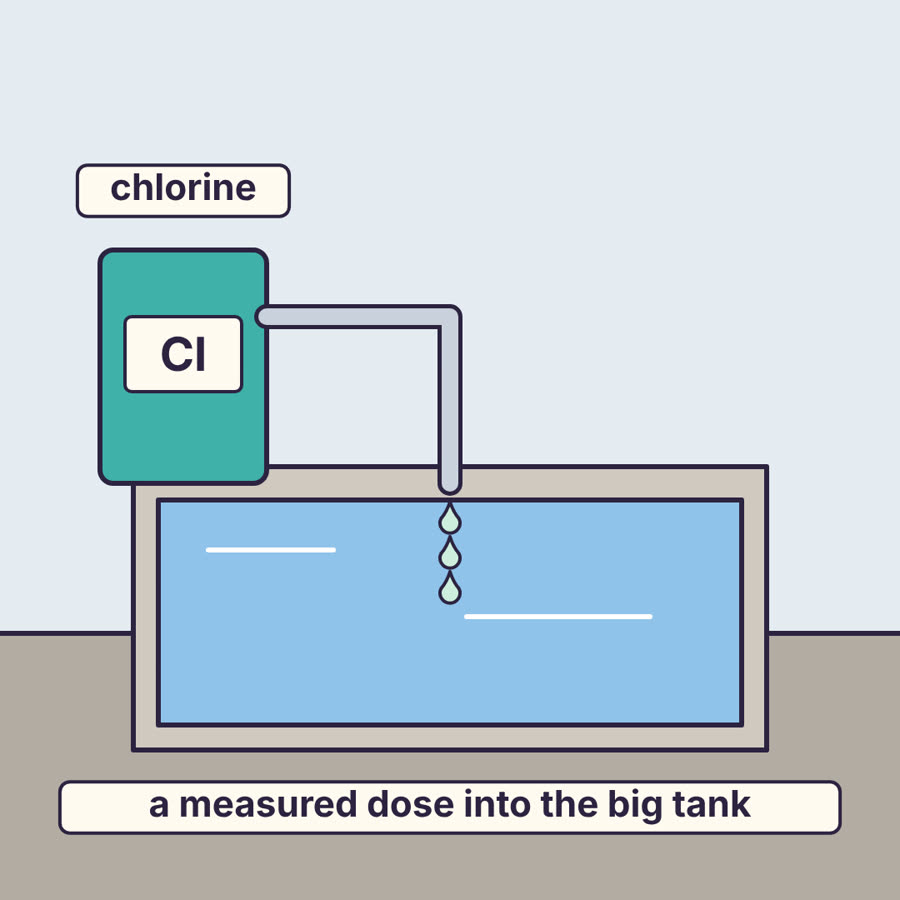 chlorine
Cl
a measured dose into the big tank